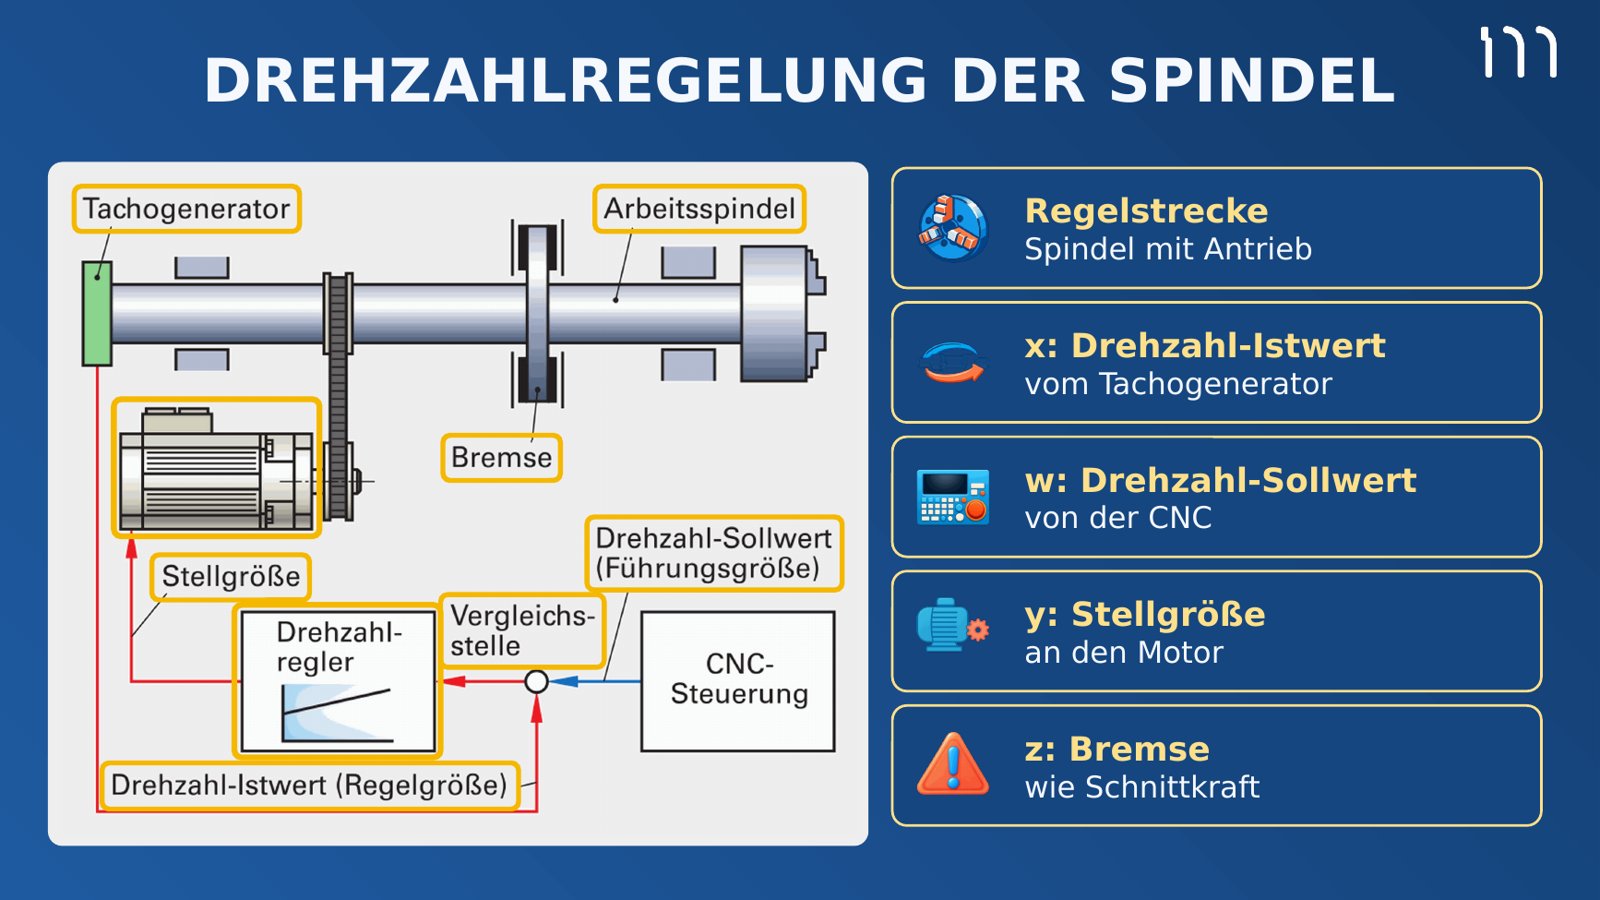 DREHZAHLREGELUNG DER SPINDEL
m
Tachogenerator
Arbeitsspindel
Bremse
Stellgröße
Drehzahl-Sollwert
(Führungsgröße)
Vergleichs-
stelle
Drehzahl-
regler
CNC-
Steuerung
Drehzahl-Istwert (Regelgröße)
Regelstrecke
Spindel mit Antrieb
x: Drehzahl-Istwert
vom Tachogenerator
w: Drehzahl-Sollwert
von der CNC
y: Stellgröße
an den Motor
z: Bremse
wie Schnittkraft